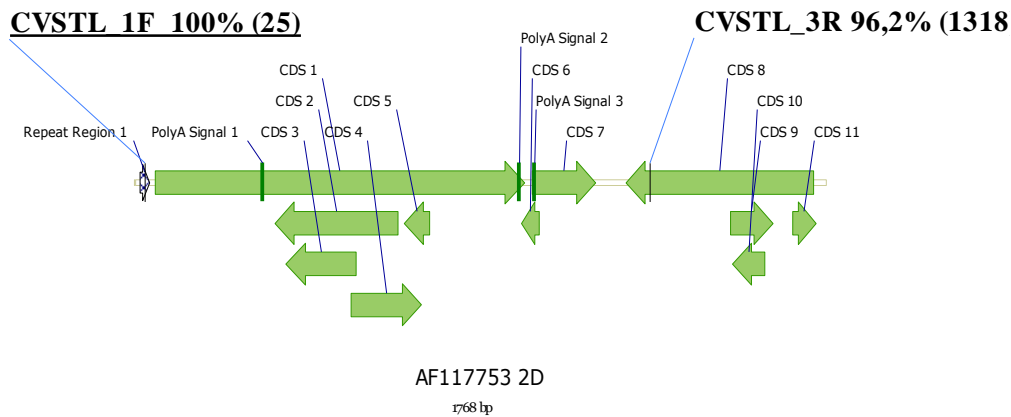 CVSTL_1F 100% (25)
CVSTL_3R 96,2% (1318
PolyA Signal 2
CDS 1
CDS 6
CDS 8
CDS 2
CDS 5
PolyA Signal 3
CDS 10
Repeat Region 1
PolyA Signal 1
CDS 3
CDS 4
CDS 7
CDS 9
CDS 11
AF117753 2D
1768 bp